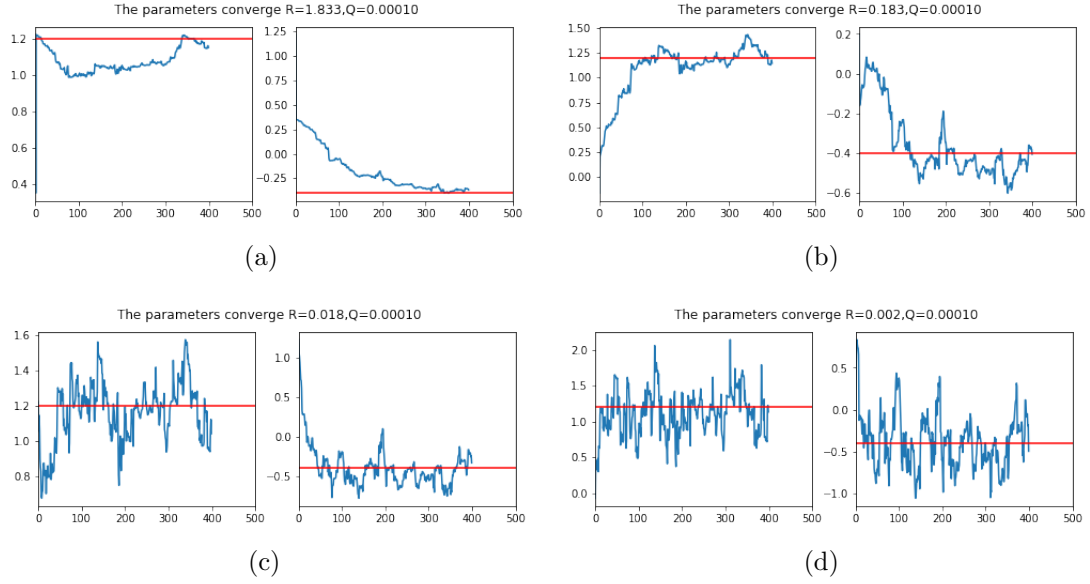 The parameters converge R=1.833,Q=0.00010
1.2
1.0
0.8
0.6
0.4
0 100 200 300 400 500
1.25
1.00
0.75
0.50
0.25
0.00
−0.25
0 100 200 300 400 500
(a)
The parameters converge R=0.183,Q=0.00010
1.50
1.25
1.00
0.75
0.50
0.25
0.00
0 100 200 300 400 500
0.2
0.0
−0.2
−0.4
−0.6
0 100 200 300 400 500
(b)
The parameters converge R=0.018,Q=0.00010
1.6
1.4
1.2
1.0
0.8
0 100 200 300 400 500
1.0
0.5
0.0
−0.5
0 100 200 300 400 500
(c)
The parameters converge R=0.002,Q=0.00010
2.0
1.5
1.0
0.5
0.0
0 100 200 300 400 500
0.5
0.0
−0.5
−1.0
0 100 200 300 400 500
(d)